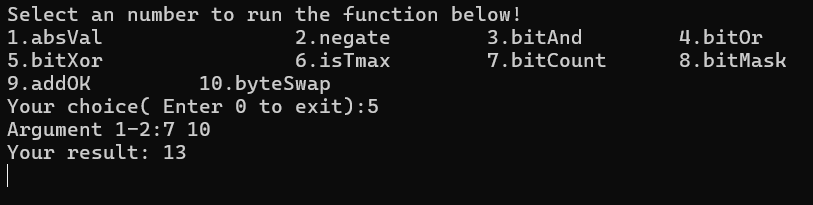 Select an number to run the function below!
1.absVal 2.negate 3.bitAnd 4.bitOr
5.bitXor 6.isTmax 7.bitCount 8.bitMask
9.addOK 10.byteSwap
Your choice( Enter 0 to exit):5
Argument 1-2:7 10
Your result: 13